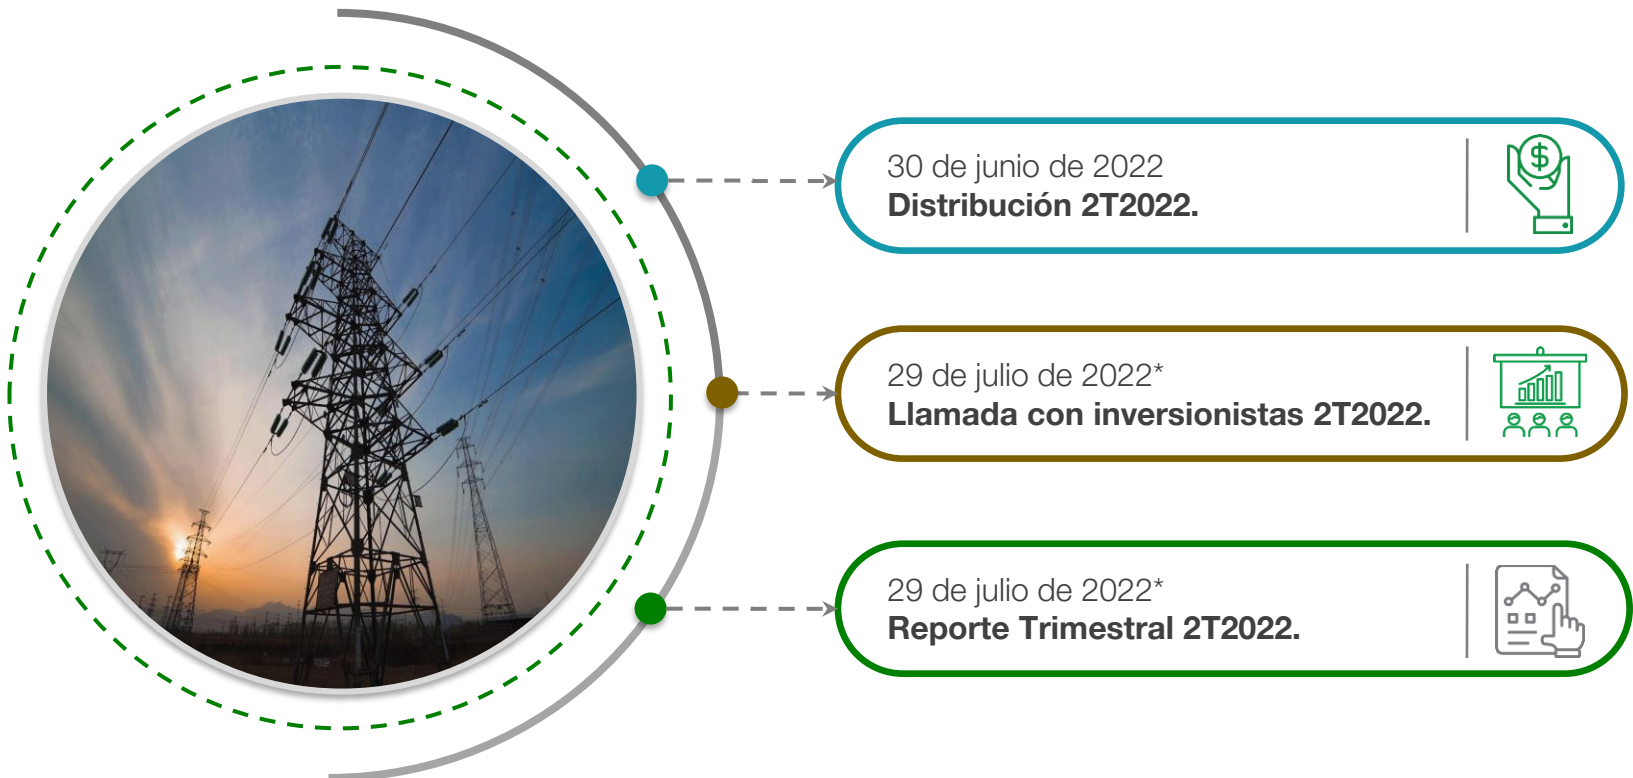 30 de junio de 2022
Distribución 2T2022.
$
29 de julio de 2022*
Llamada con inversionistas 2T2022.
29 de julio de 2022*
Reporte Trimestral 2T2022.